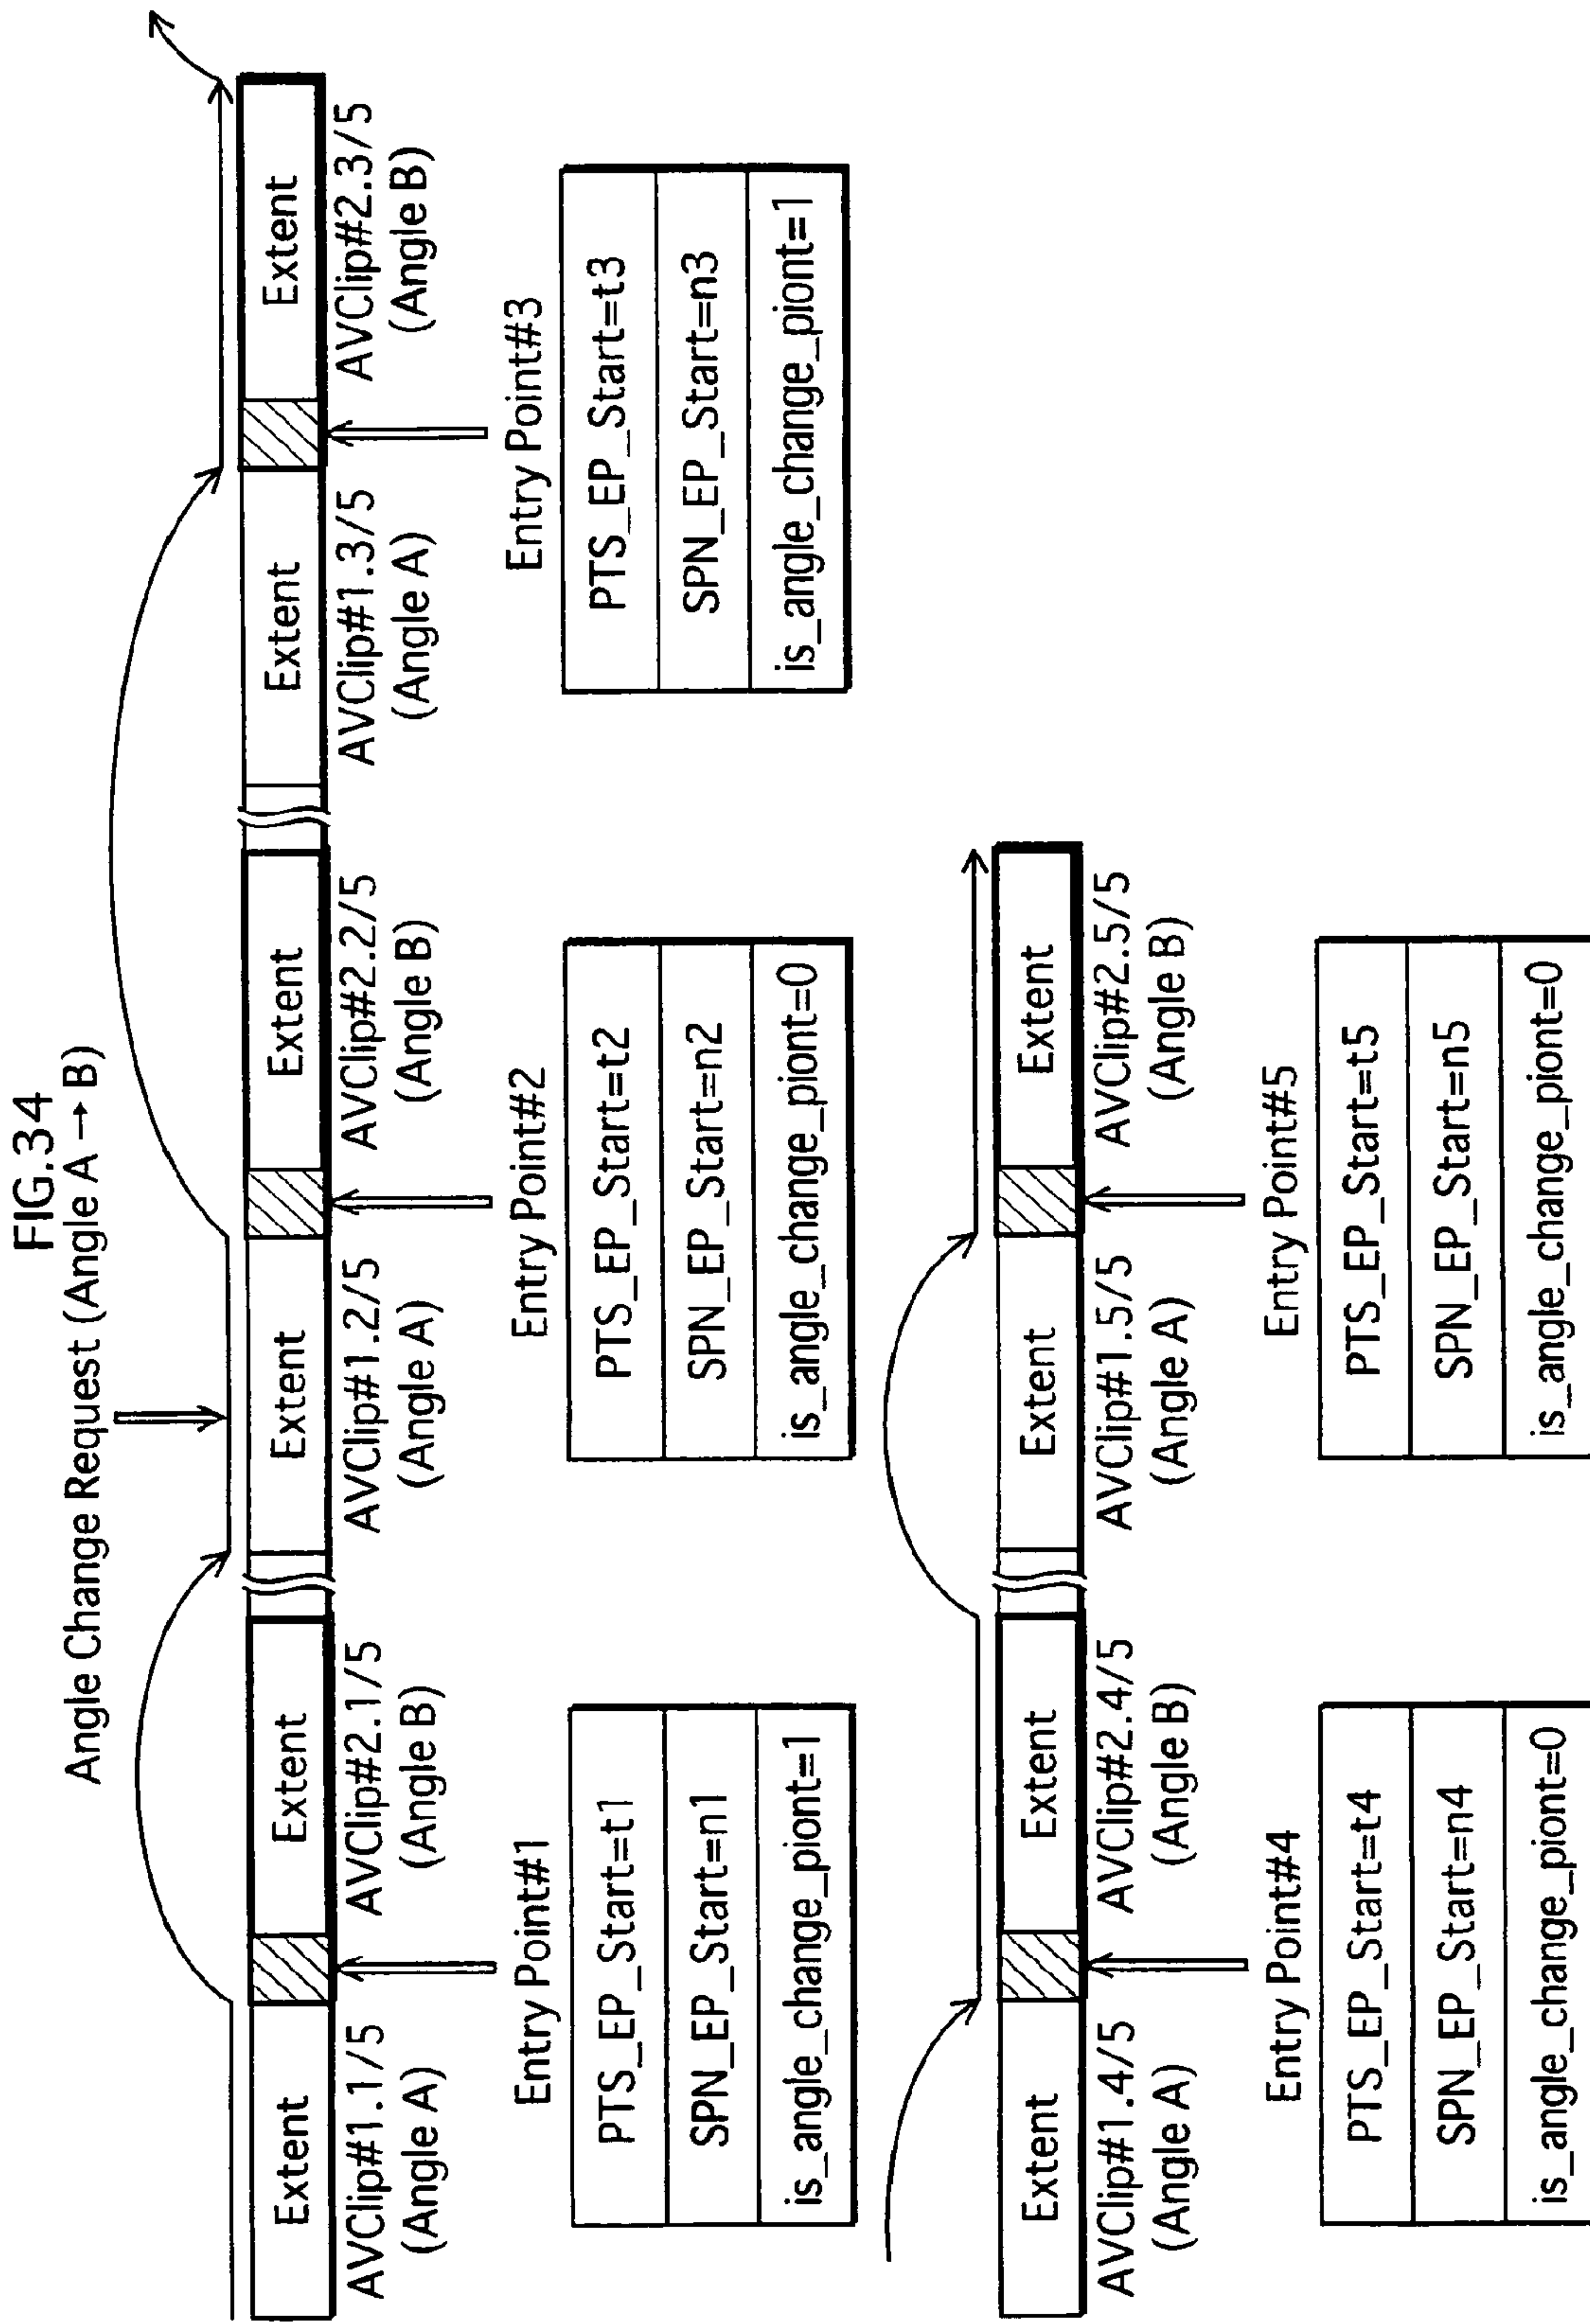 FIG.34
Angle Change Request (Angle A → B)
Extent
Extent
Extent
Extent
Extent
Extent
AVClip#1.1/5
(Angle A)
AVClip#2.1/5
(Angle B)
AVClip#1.2/5
(Angle A)
AVClip#2.2/5
(Angle B)
AVClip#1.3/5
(Angle A)
AVClip#2.3/5
(Angle B)
Entry Point#1
PTS_EP_Start=t1
SPN_EP_Start=n1
is_angle_change_piont=1
Entry Point#2
PTS_EP_Start=t2
SPN_EP_Start=n2
is_angle_change_piont=0
Entry Point#3
PTS_EP_Start=t3
SPN_EP_Start=n3
is_angle_change_piont=1
Extent
Extent
Extent
Extent
AVClip#1.4/5
(Angle A)
AVClip#2.4/5
(Angle B)
AVClip#1.5/5
(Angle A)
AVClip#2.5/5
(Angle B)
Entry Point#4
PTS_EP_Start=t4
SPN_EP_Start=n4
is_angle_change_piont=0
Entry Point#5
PTS_EP_Start=t5
SPN_EP_Start=n5
is_angle_change_piont=0